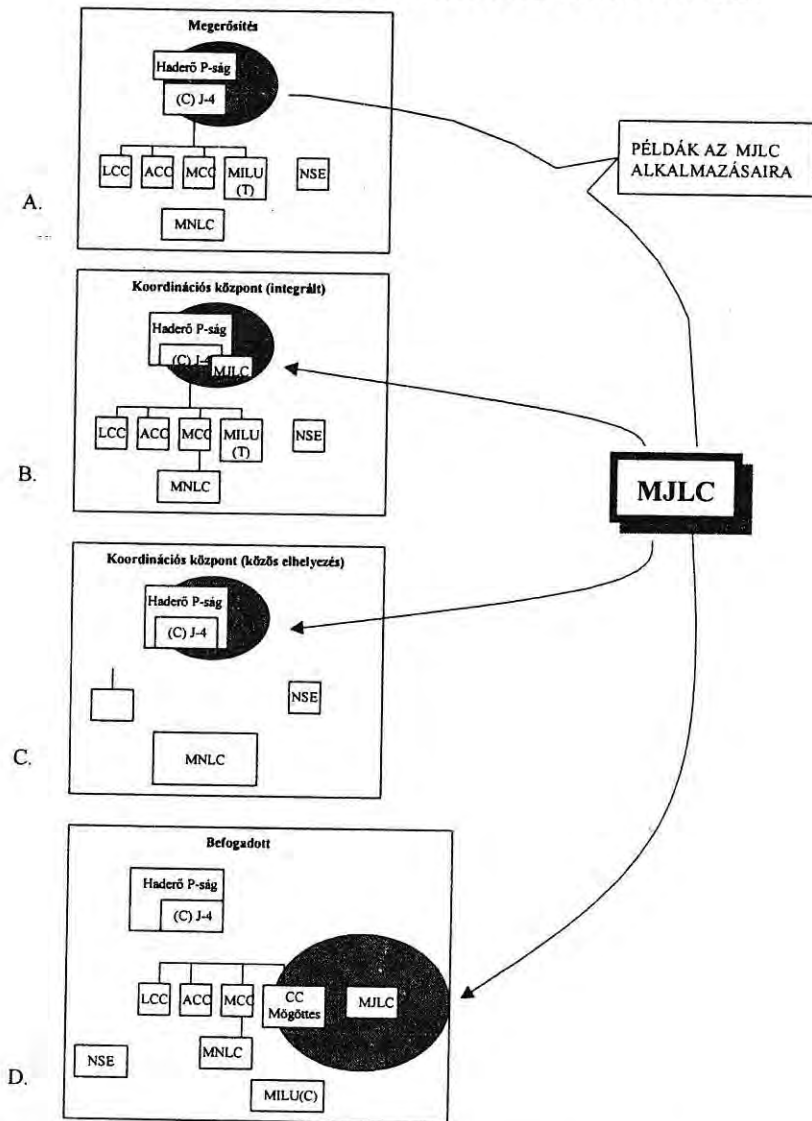 Megerősítés
Haderő P-ság
(C) J-4
LCC
ACC
MCC
MILU
(T)
NSE
MNLC
A.
PÉLDÁK AZ MJLC
ALKALMAZÁSAIRA
Koordinációs központ (integrált)
Haderő P-ság
(C) J-4
MJLC
LCC
ACC
MCC
MILU
(T)
NSE
MNLC
B.
MJLC
Koordinációs központ (közös elhelyezés)
Haderő P-ság
(C) J-4
NSE
MNLC
C.
Befogadott
Haderő P-ság
(C) J-4
LCC
ACC
MCC
CC
Mögöttes
MJLC
NSE
MNLC
MILU(C)
D.